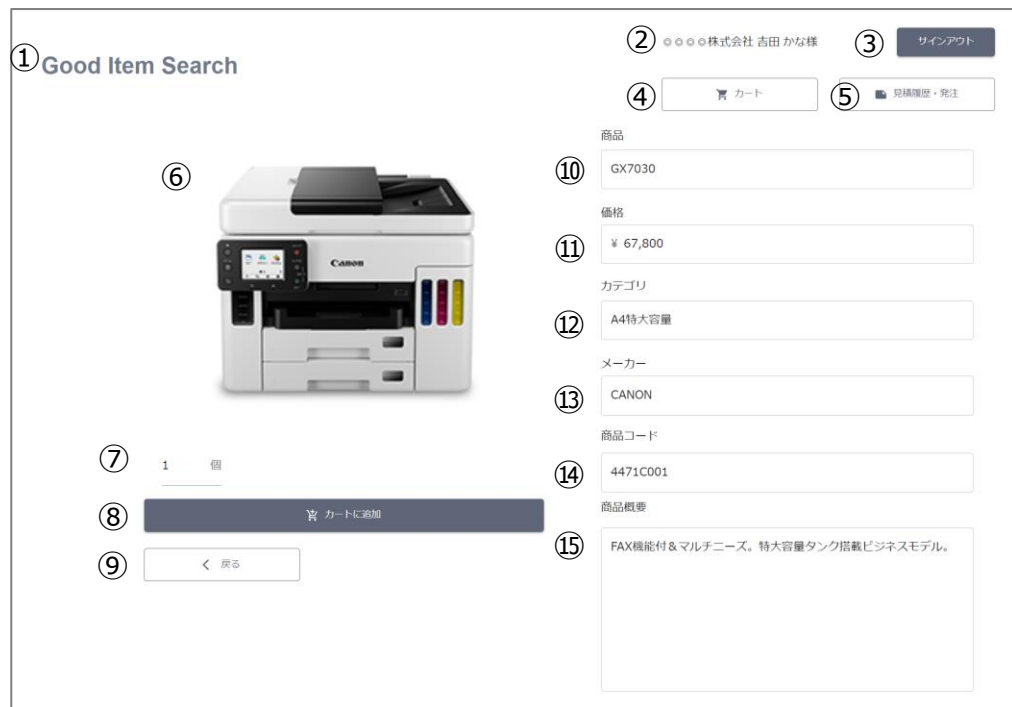 ① Good Item Search
② ◎◎◎◎株式会社 吉田 かな様
③ サインアウト
④ カート
⑤ 見積履歴・発注
⑥
Canon
⑦ 1 個
⑧ カートに追加
⑨ 戻る
商品
⑩ GX7030
価格
⑪ ¥ 67,800
カテゴリ
⑫ A4特大容量
メーカー
⑬ CANON
商品コード
⑭ 4471C001
商品概要
⑮ FAX機能付&マルチニーズ。特大容量タンク搭載ビジネスモデル。